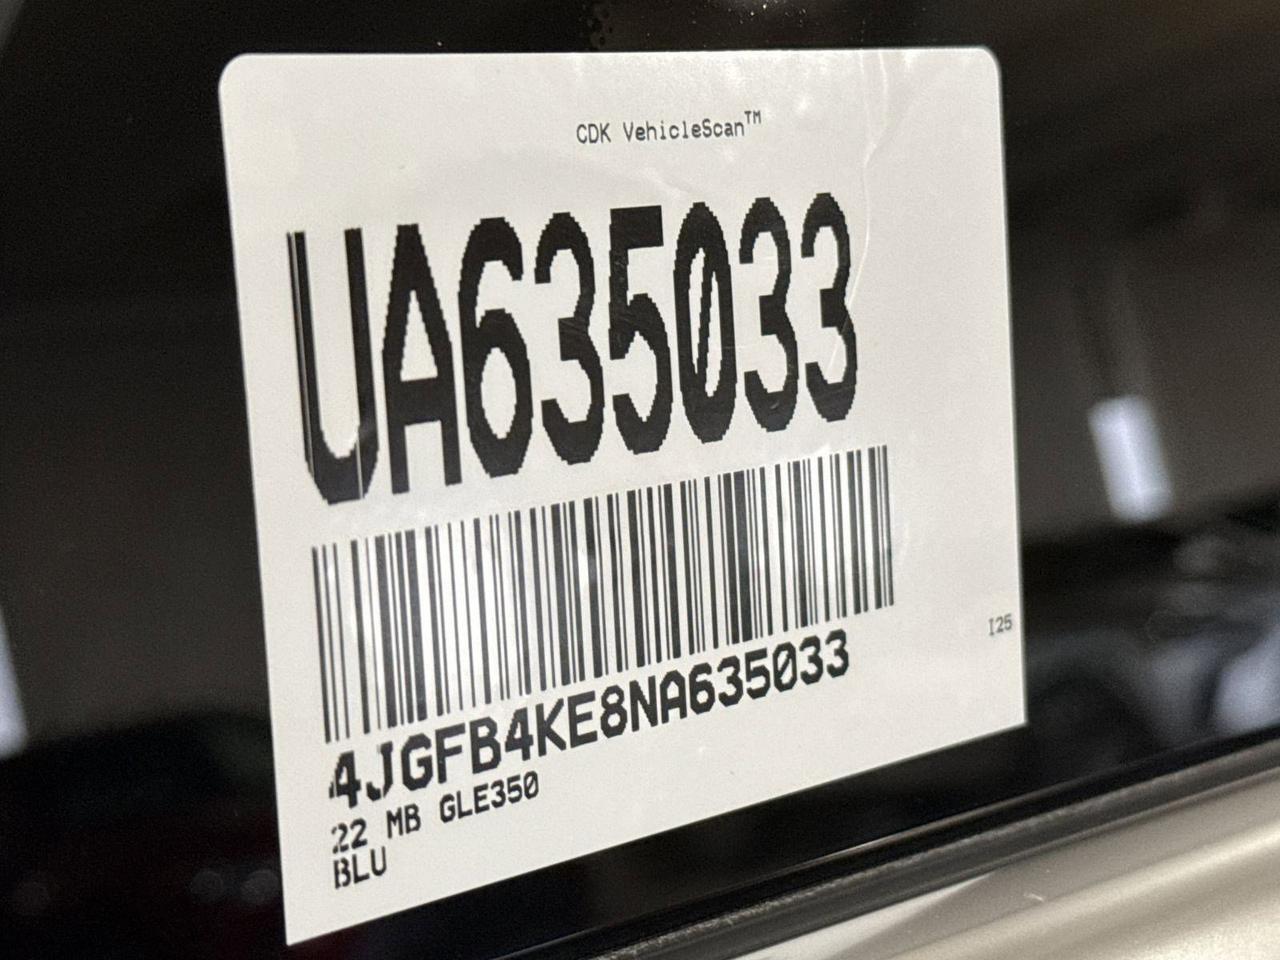 CDK VehicleScan™
UA635033
4JGFB4KE8NA635033
22 MB GLE350
BLU
I25